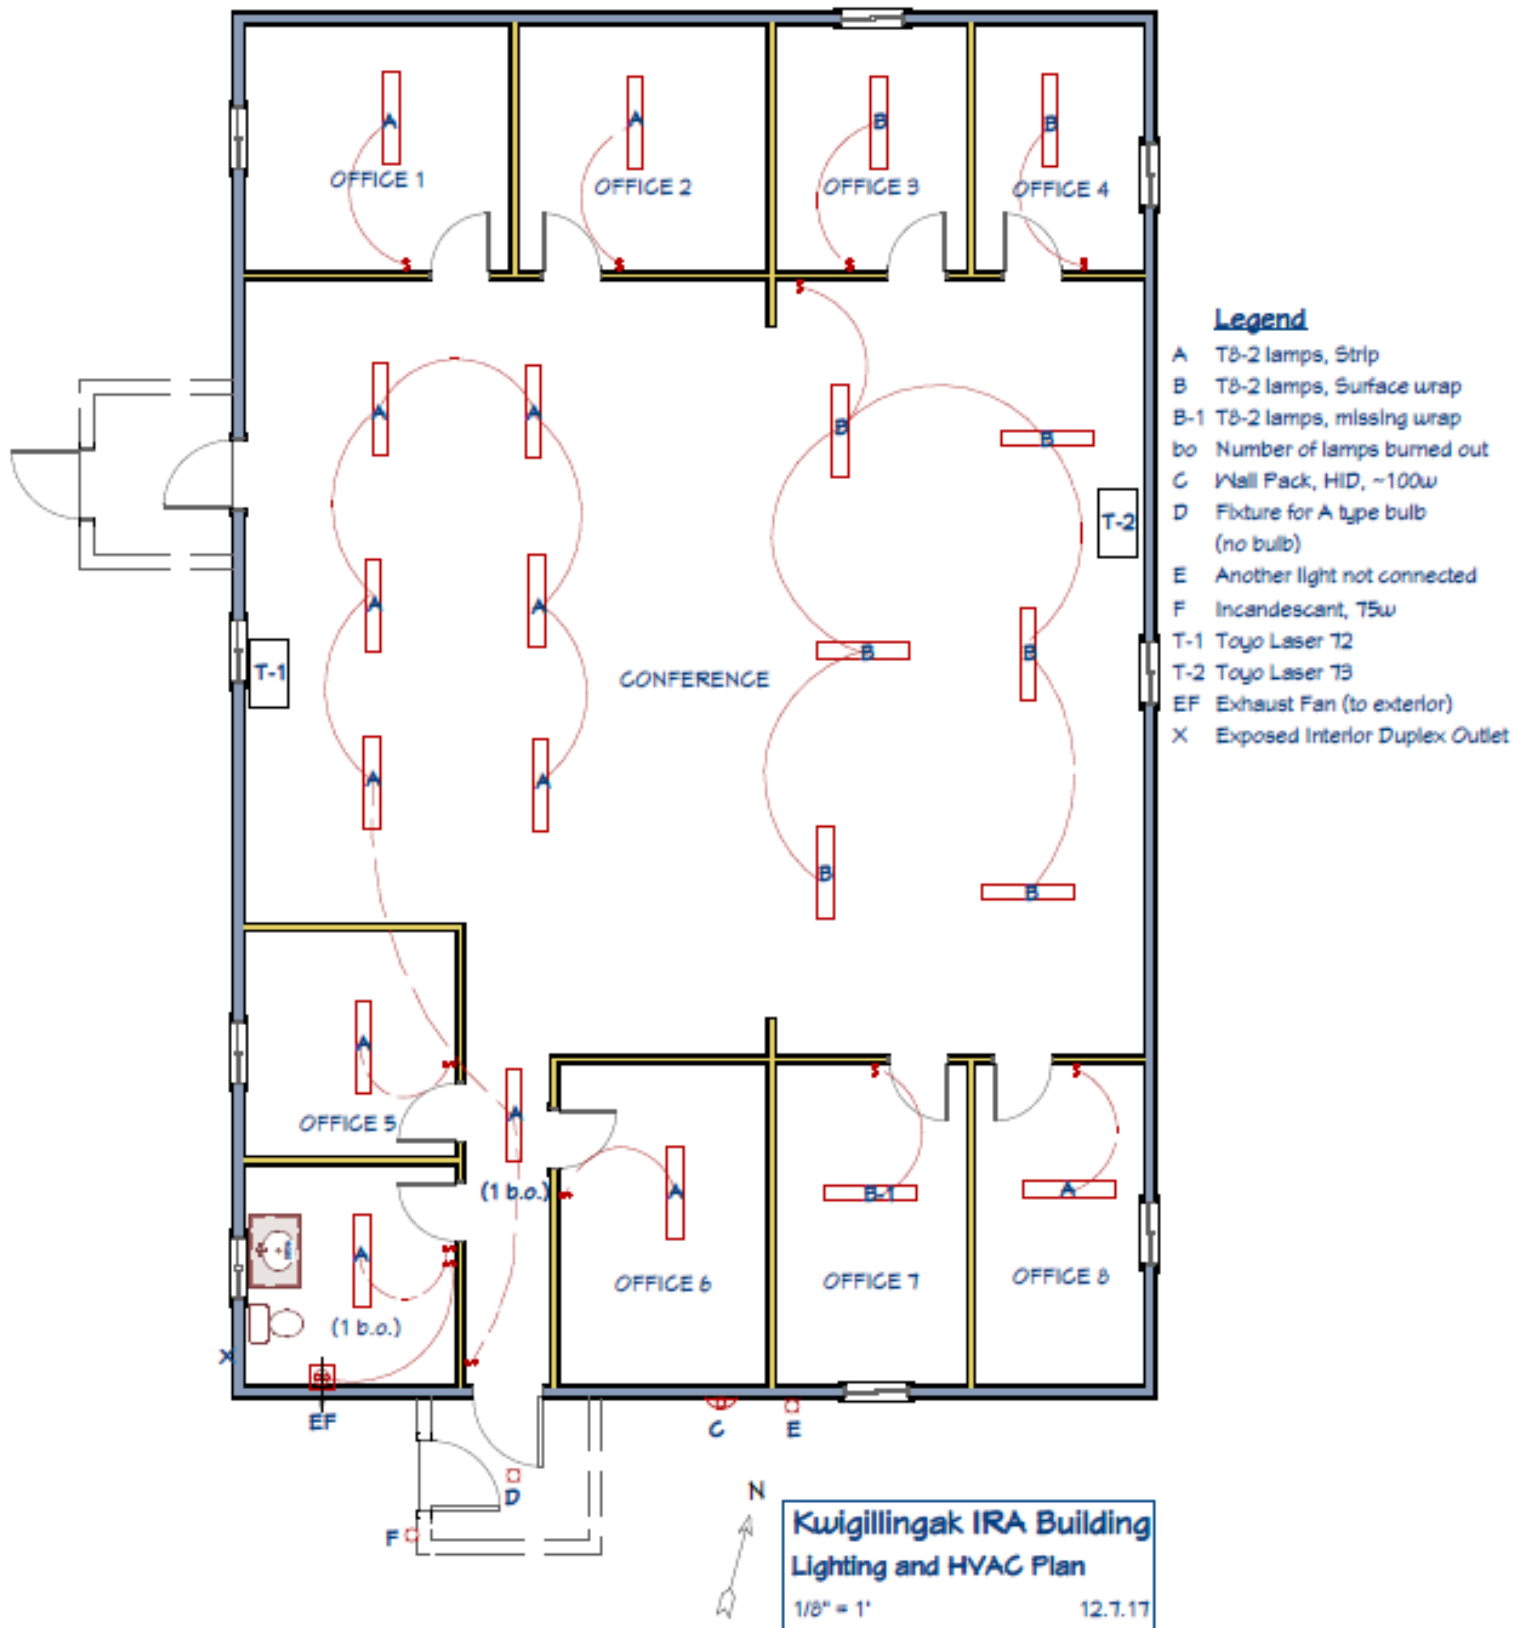 A
A
B
B
OFFICE 1
OFFICE 2
OFFICE 3
OFFICE 4
A
A
B
B
T-2
A
A
B
B
T-1
CONFERENCE
A
A
B
B
A
OFFICE 5
A
(1 b.o.)
A
B-1
A
OFFICE 6
OFFICE 7
OFFICE 8
A
(1 b.o.)
X
EF
C
E
D
F
N
Legend
A T8-2 lamps, Strip
B T8-2 lamps, Surface wrap
B-1 T8-2 lamps, missing wrap
bo Number of lamps burned out
C Wall Pack, HID, ~100w
D Fixture for A type bulb
(no bulb)
E Another light not connected
F Incandescant, 75w
T-1 Toyo Laser 72
T-2 Toyo Laser 73
EF Exhaust Fan (to exterior)
X Exposed Interior Duplex Outlet
Kwigillingak IRA Building
Lighting and HVAC Plan
1/8" = 1' 12.7.17